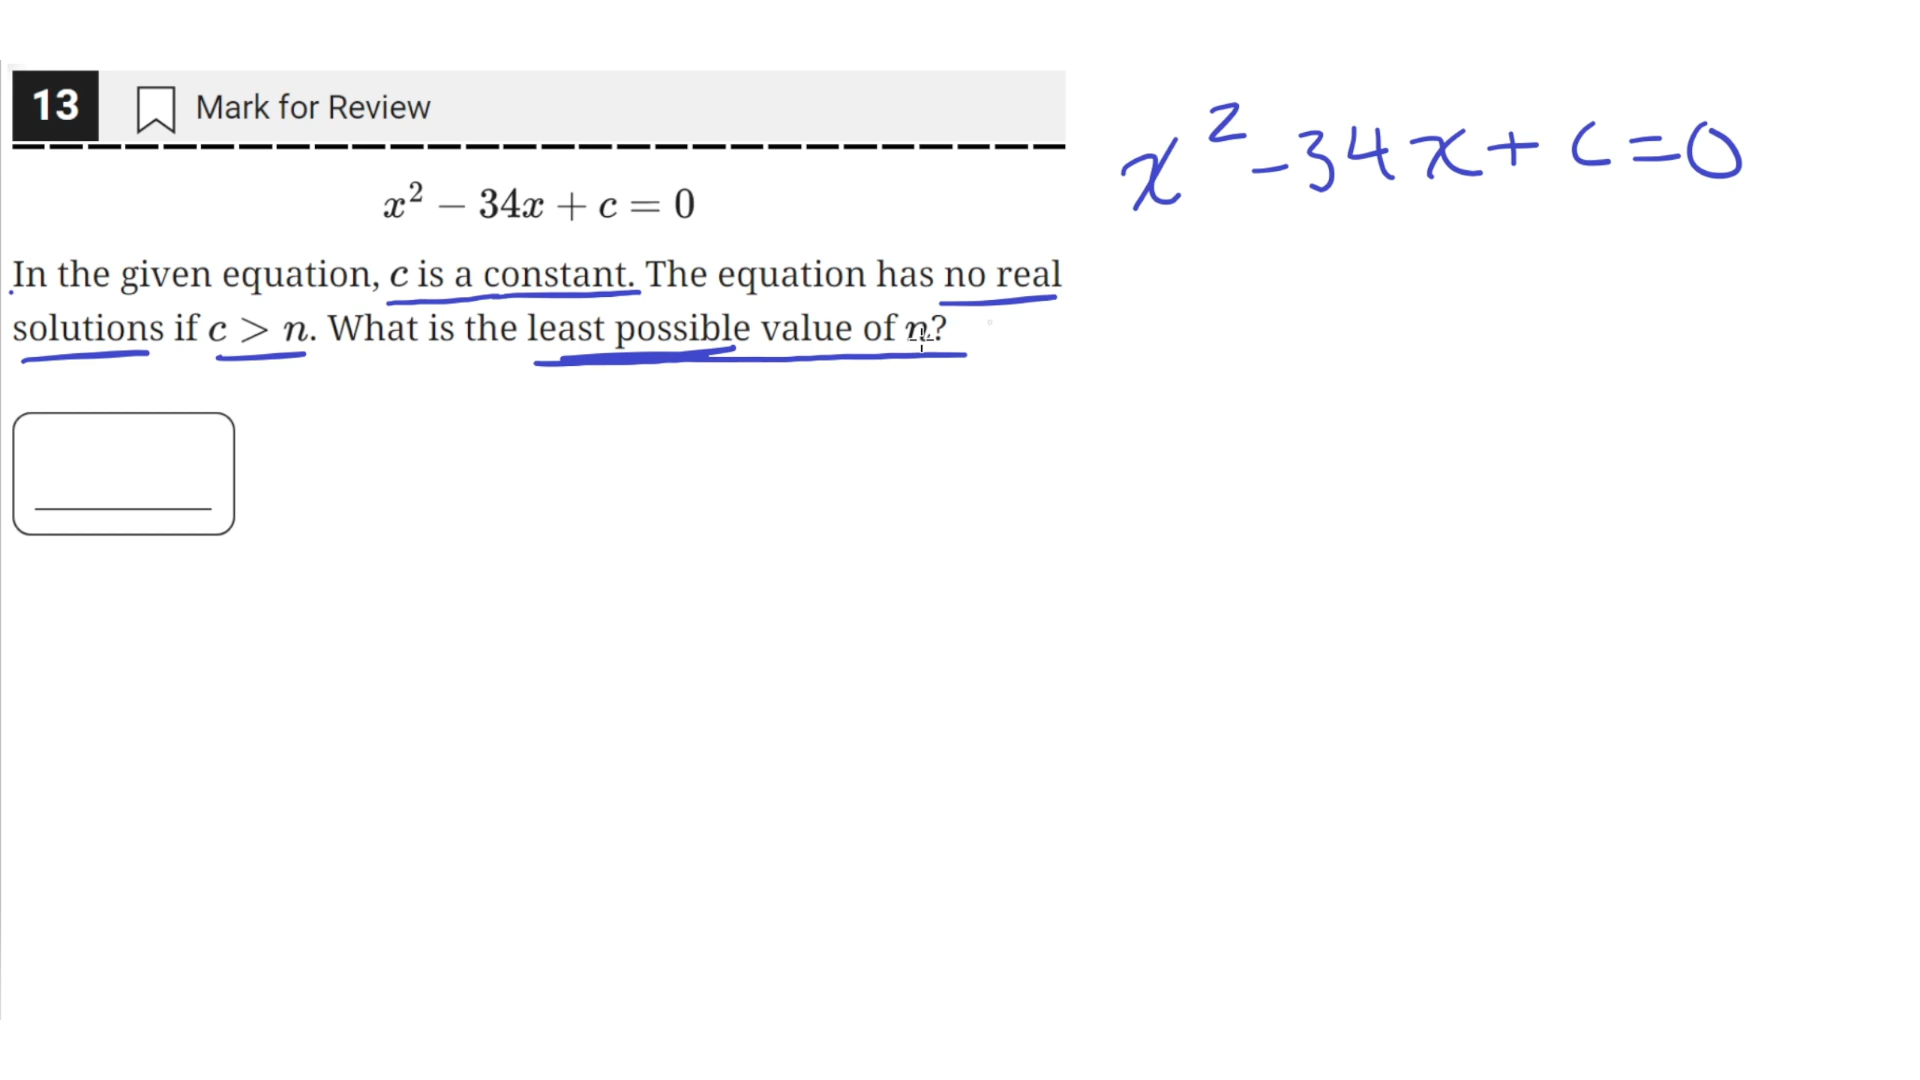 13 Mark for Review
x² − 34x + c = 0
In the given equation, c is a constant. The equation has no real
solutions if c > n. What is the least possible value of n?
x² − 34x + c = 0